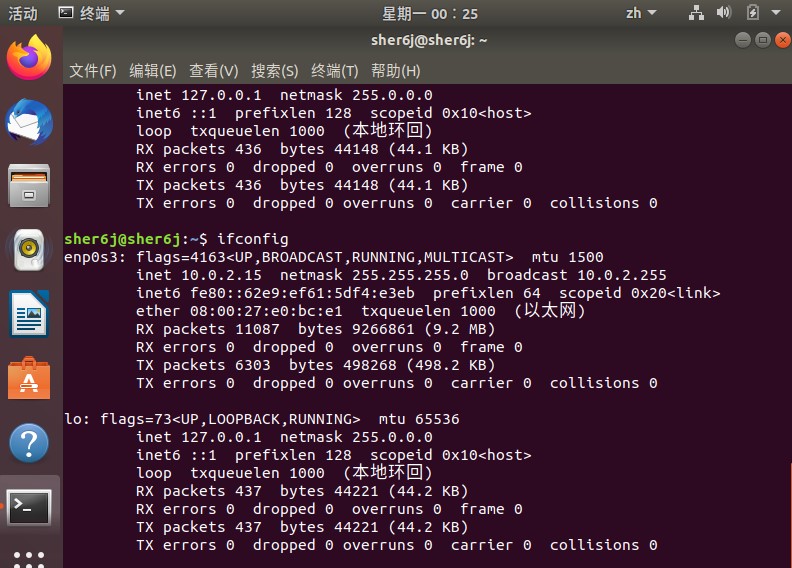 活动 终端 星期一 00：25 zh
sher6j@sher6j: ~
文件(F) 编辑(E) 查看(V) 搜索(S) 终端(T) 帮助(H)
inet 127.0.0.1 netmask 255.0.0.0
inet6 ::1 prefixlen 128 scopeid 0x10<host>
loop txqueuelen 1000 (本地环回)
RX packets 436 bytes 44148 (44.1 KB)
RX errors 0 dropped 0 overruns 0 frame 0
TX packets 436 bytes 44148 (44.1 KB)
TX errors 0 dropped 0 overruns 0 carrier 0 collisions 0
sher6j@sher6j:~$ ifconfig
enp0s3: flags=4163<UP,BROADCAST,RUNNING,MULTICAST> mtu 1500
inet 10.0.2.15 netmask 255.255.255.0 broadcast 10.0.2.255
inet6 fe80::62e9:ef61:5df4:e3eb prefixlen 64 scopeid 0x20<link>
ether 08:00:27:e0:bc:e1 txqueuelen 1000 (以太网)
RX packets 11087 bytes 9266861 (9.2 MB)
RX errors 0 dropped 0 overruns 0 frame 0
TX packets 6303 bytes 498268 (498.2 KB)
TX errors 0 dropped 0 overruns 0 carrier 0 collisions 0
lo: flags=73<UP,LOOPBACK,RUNNING> mtu 65536
inet 127.0.0.1 netmask 255.0.0.0
inet6 ::1 prefixlen 128 scopeid 0x10<host>
loop txqueuelen 1000 (本地环回)
RX packets 437 bytes 44221 (44.2 KB)
RX errors 0 dropped 0 overruns 0 frame 0
TX packets 437 bytes 44221 (44.2 KB)
TX errors 0 dropped 0 overruns 0 carrier 0 collisions 0